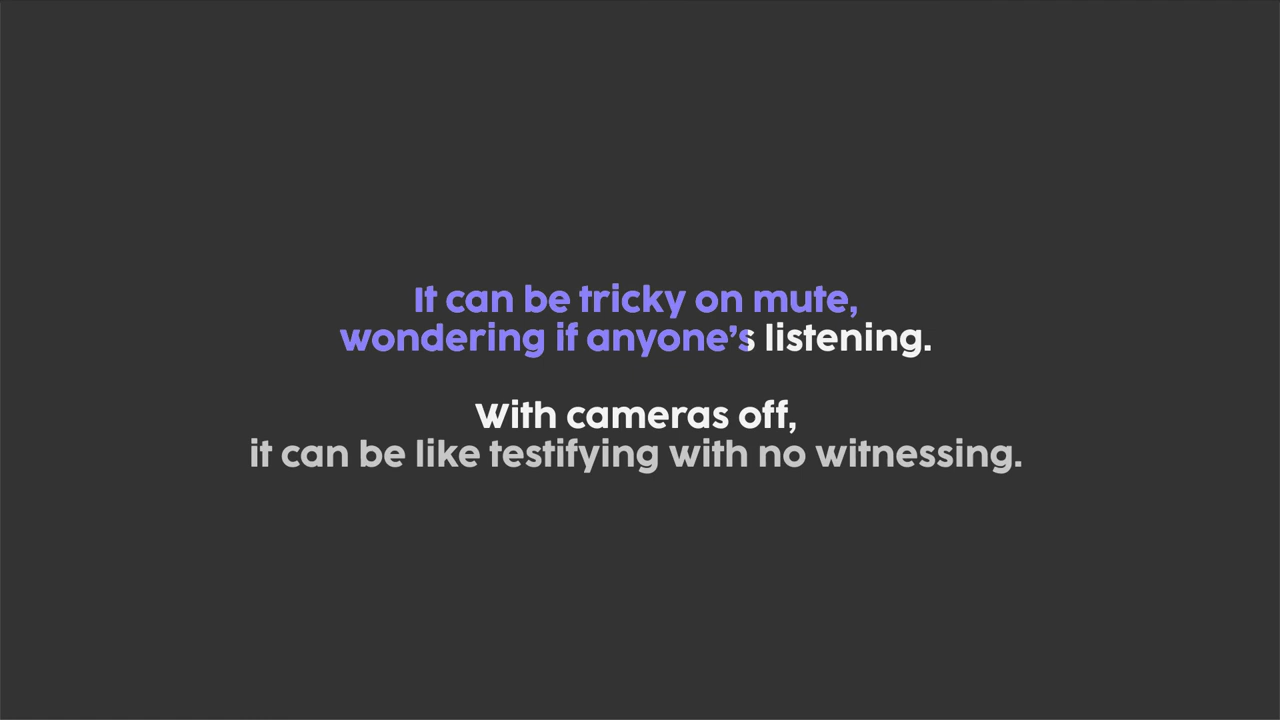 It can be tricky on mute,
wondering if anyone’s listening.
With cameras off,
it can be like testifying with no witnessing.